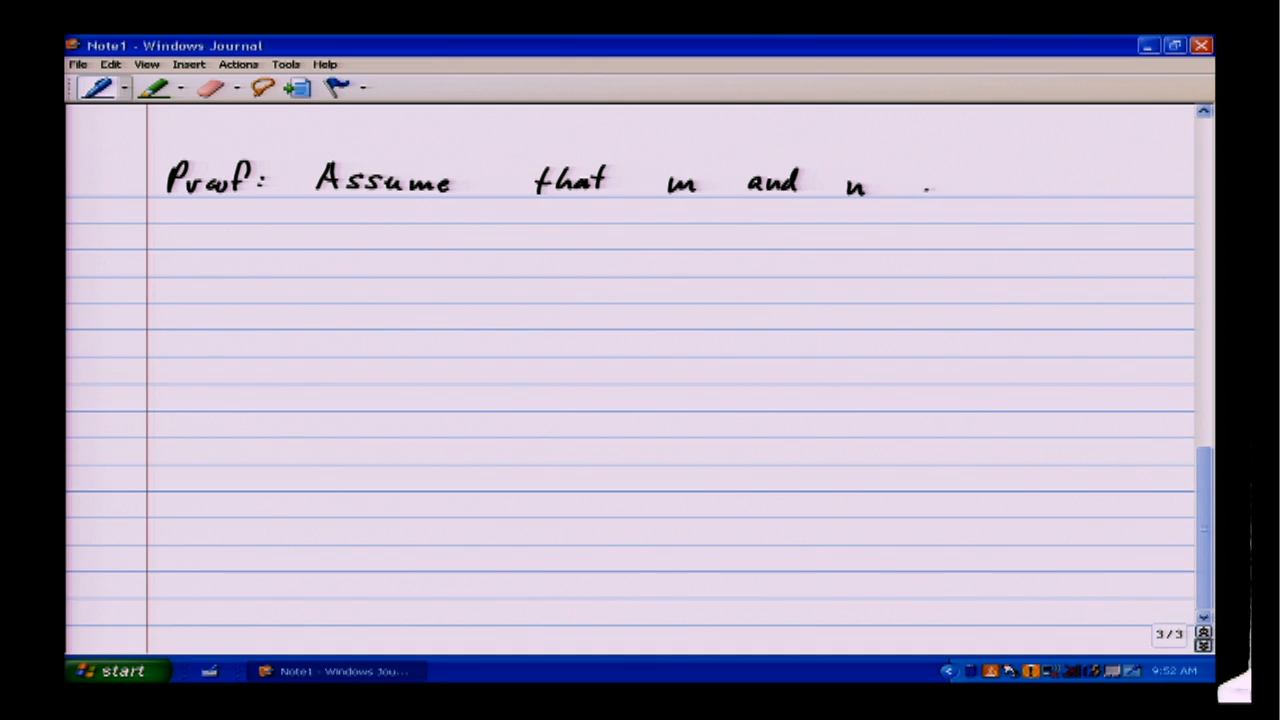 Note1 - Windows Journal
File Edit View Insert Actions Tools Help
Proof: Assume that m and n .
3/3
start Note1 - Windows Jou... 9:52 AM